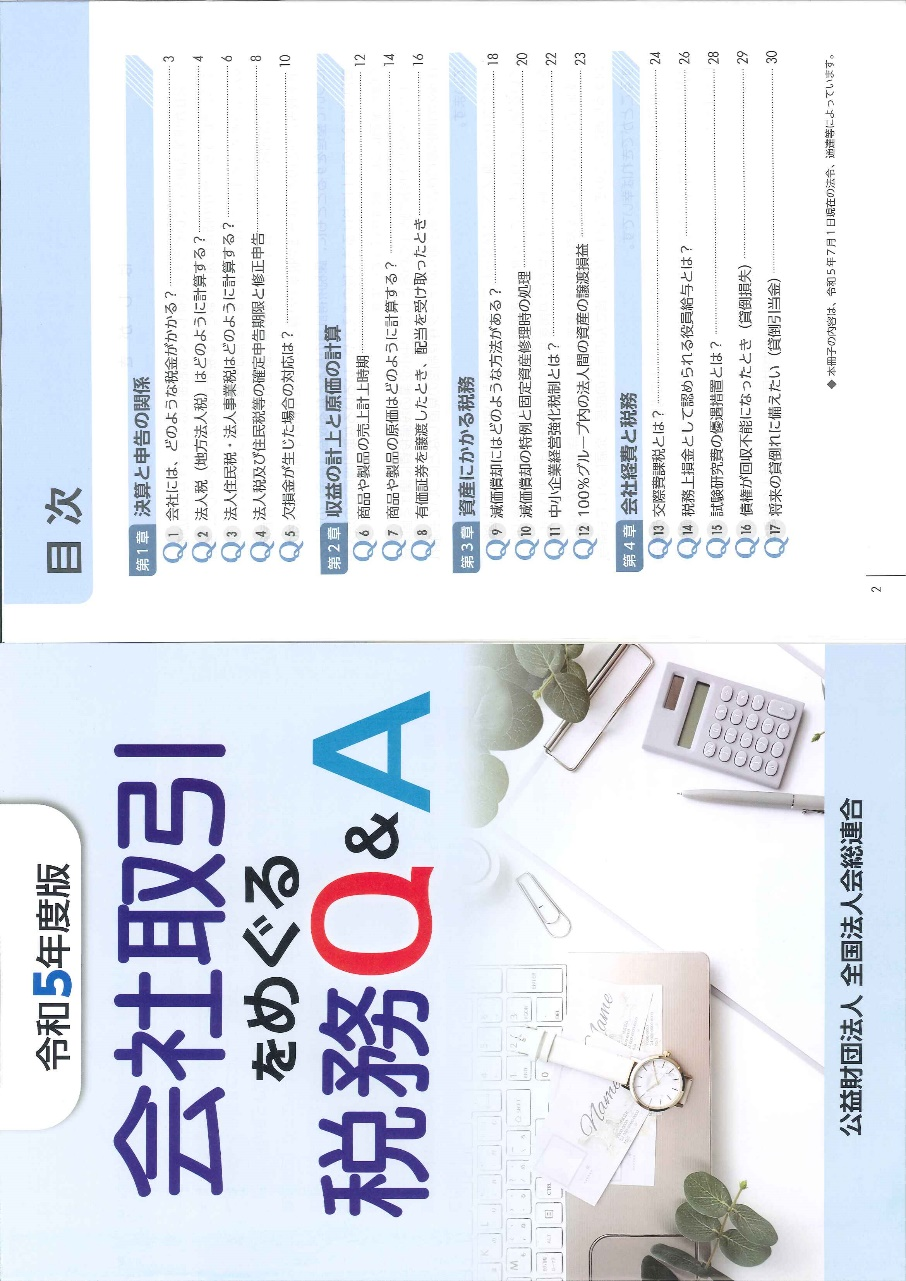 令和5年度版
会社取引
をめぐる
税務Q&A
公益財団法人 全国法人会総連合
目次
第1章 決算と申告の関係
Q1 会社には、どのような税金がかかる？ 3
Q2 法人税（地方法人税）はどのように計算する？ 4
Q3 法人住民税・法人事業税はどのように計算する？ 6
Q4 法人税及び住民税等の確定申告期限と修正申告 8
Q5 欠損金が生じた場合の対応は？ 10
第2章 収益の計上と原価の計算
Q6 商品や製品の売上計上時期 12
Q7 商品や製品の原価はどのように計算する？ 14
Q8 有価証券を譲渡したとき、配当を受け取ったとき 16
第3章 資産にかかる税務
Q9 減価償却にはどのような方法がある？ 18
Q10 減価償却の特例と固定資産修理時の処理 20
Q11 中小企業経営強化税制とは？ 22
Q12 100％グループ内の法人間の資産の譲渡損益 23
第4章 会社経費と税務
Q13 交際費課税とは？ 24
Q14 税務上損金として認められる役員給与とは？ 26
Q15 試験研究費の優遇措置とは？ 28
Q16 債権が回収不能になったとき（貸倒損失） 29
Q17 将来の貸倒れに備えたい（貸倒引当金） 30
◆本冊子の内容は、令和5年7月1日現在の法令、通達等によっています。
2
Name
Name